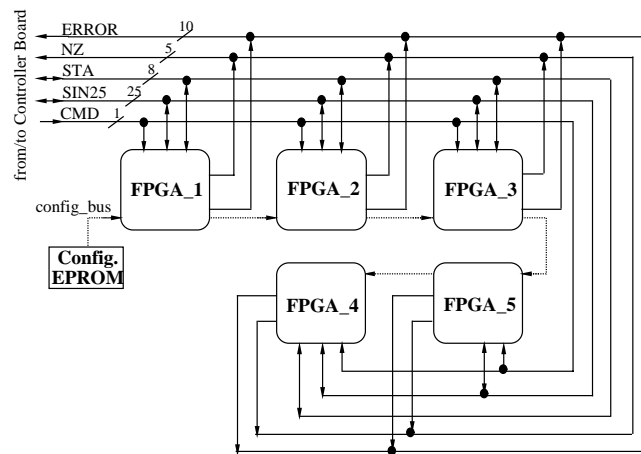 ERROR
10
NZ
5
STA
8
SIN25
25
CMD
1
from/to Controller Board
FPGA_1
FPGA_2
FPGA_3
config_bus
Config.
EPROM
FPGA_4
FPGA_5